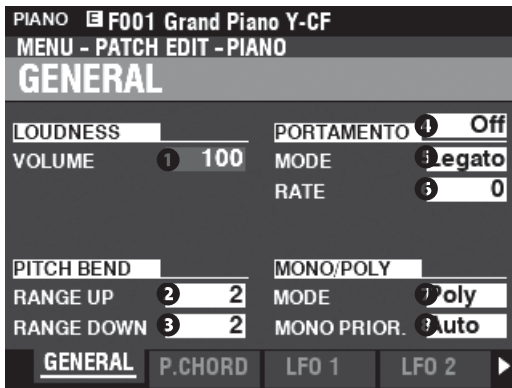 PIANO E F001 Grand Piano Y-CF
MENU - PATCH EDIT - PIANO
GENERAL
LOUDNESS
VOLUME 1 100
PORTAMENTO 4 Off
MODE 5 Legato
RATE 6 0
PITCH BEND
RANGE UP 2 2
RANGE DOWN 3 2
MONO/POLY
MODE 7 Poly
MONO PRIOR. 8 Auto
GENERAL P.CHORD LFO 1 LFO 2